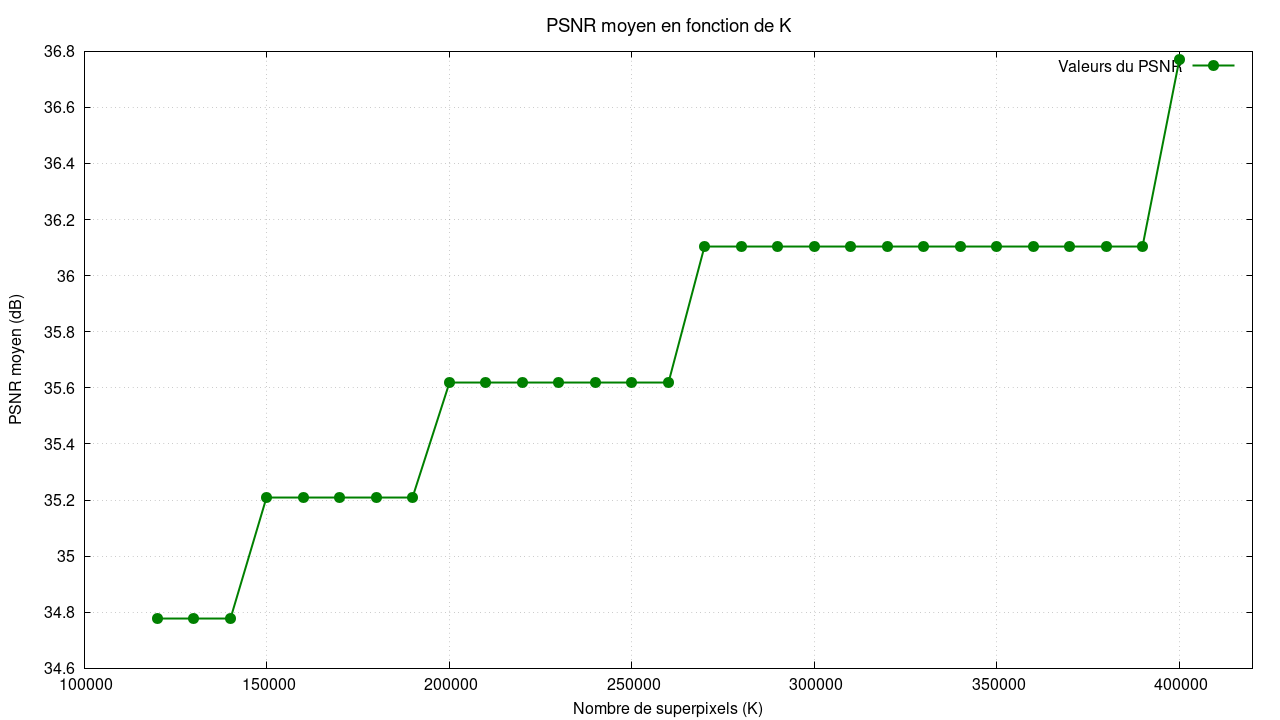 PSNR moyen en fonction de K
36.8
36.6
36.4
36.2
36
35.8
35.6
35.4
35.2
35
34.8
34.6
PSNR moyen (dB)
Valeurs du PSNR
100000 150000 200000 250000 300000 350000 400000
Nombre de superpixels (K)